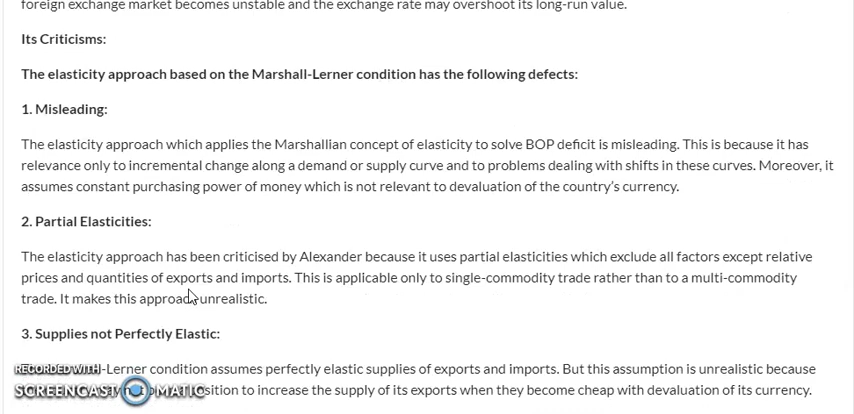 foreign exchange market becomes unstable and the exchange rate may overshoot its long-run value.
Its Criticisms:
The elasticity approach based on the Marshall-Lerner condition has the following defects:
1. Misleading:
The elasticity approach which applies the Marshallian concept of elasticity to solve BOP deficit is misleading. This is because it has
relevance only to incremental change along a demand or supply curve and to problems dealing with shifts in these curves. Moreover, it
assumes constant purchasing power of money which is not relevant to devaluation of the country's currency.
2. Partial Elasticities:
The elasticity approach has been criticised by Alexander because it uses partial elasticities which exclude all factors except relative
prices and quantities of exports and imports. This is applicable only to single-commodity trade rather than to a multi-commodity
trade. It makes this approach unrealistic.
3. Supplies not Perfectly Elastic:
-Lerner condition assumes perfectly elastic supplies of exports and imports. But this assumption is unrealistic because
to increase the supply of its exports when they become cheap with devaluation of its currency.
RECORDED WITH
SCREENCAST MATIC